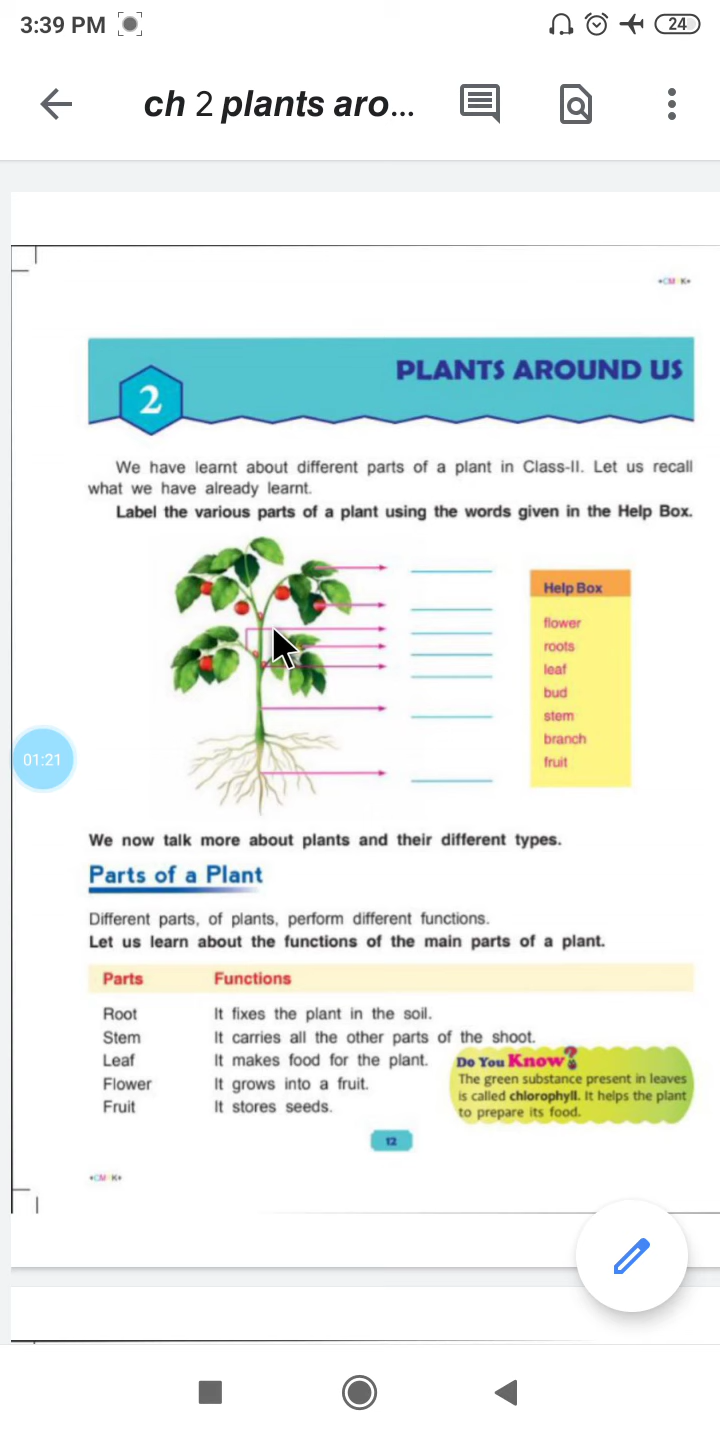 3:39 PM
24
ch 2 plants aro...
PLANTS AROUND US
2
We have learnt about different parts of a plant in Class-II. Let us recall
what we have already learnt.
Label the various parts of a plant using the words given in the Help Box.
Help Box
flower
roots
leaf
bud
stem
branch
fruit
01:21
We now talk more about plants and their different types.
Parts of a Plant
Different parts, of plants, perform different functions.
Let us learn about the functions of the main parts of a plant.
Parts Functions
Root It fixes the plant in the soil.
Stem It carries all the other parts of the shoot.
Leaf It makes food for the plant.
Flower It grows into a fruit.
Fruit It stores seeds.
Do You Know?
The green substance present in leaves
is called chlorophyll. It helps the plant
to prepare its food.
12